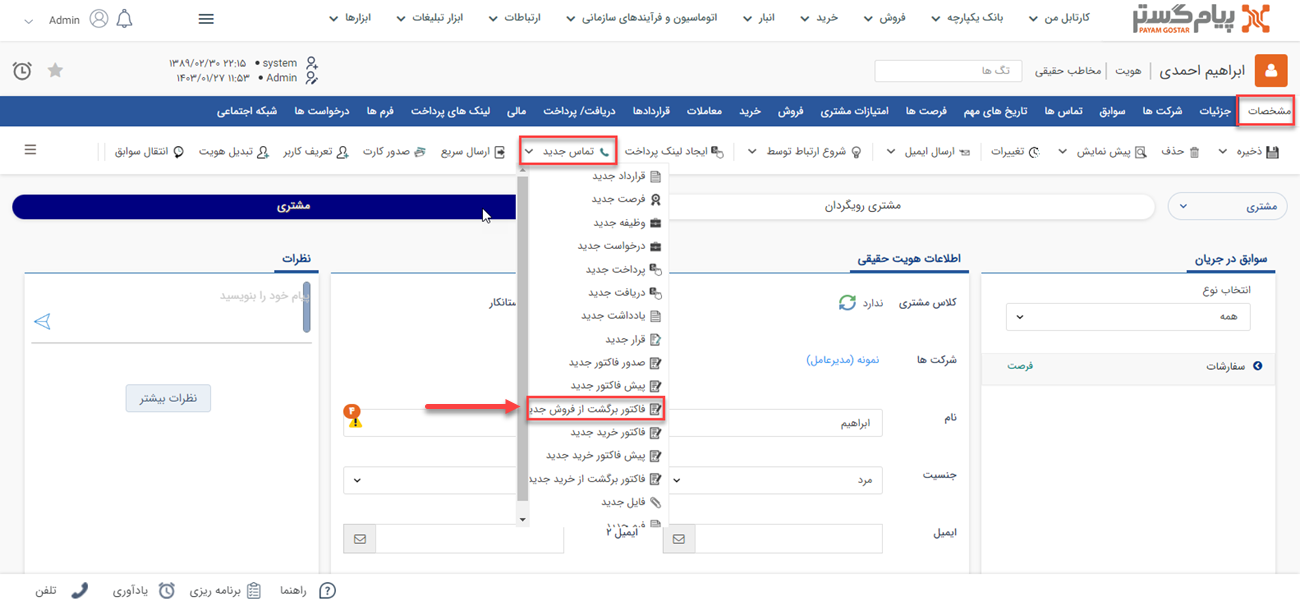 پیام گستر
PAYAM GOSTAR
کارتابل من
بانک یکپارچه
فروش
خرید
انبار
اتوماسیون و فرآیندهای سازمانی
ارتباطات
ابزار تبلیغات
ابزارها
Admin
ابراهیم احمدی
هویت
مخاطب حقیقی
تگ ها
system • ۱۳۸۹/۰۲/۳۰ ۲۲:۱۵
Admin • ۱۴۰۳/۰۱/۲۷ ۱۱:۵۳
مشخصات
جزئیات
شرکت ها
سوابق
تماس ها
تاریخ های مهم
فرصت ها
امتیازات مشتری
فروش
خرید
معاملات
قراردادها
دریافت/ پرداخت
مالی
لینک های پرداخت
فرم ها
درخواست ها
شبکه اجتماعی
ذخیره
حذف
پیش نمایش
تغییرات
ارسال ایمیل
شروع ارتباط توسط
ایجاد لینک پرداخت
تماس جدید
ارسال سریع
صدور کارت
تعریف کاربر
تبدیل هویت
انتقال سوابق
مشتری
مشتری رویگردان
مشتری
قرارداد جدید
فرصت جدید
وظیفه جدید
درخواست جدید
پرداخت جدید
دریافت جدید
یادداشت جدید
قرار جدید
صدور فاکتور جدید
پیش فاکتور جدید
فاکتور برگشت از فروش جدید
فاکتور خرید جدید
پیش فاکتور خرید جدید
فاکتور برگشت از خرید جدید
فایل جدید
فرم جدید
سوابق در جریان
انتخاب نوع
همه
سفارشات
فرصت
اطلاعات هویت حقیقی
کلاس مشتری
ندارد
شرکت ها
نمونه (مدیرعامل)
نام
ابراهیم
جنسیت
مرد
ایمیل
ایمیل ۲
نظرات
پیام خود را بنویسید
نظرات بیشتر
راهنما
برنامه ریزی
یادآوری
تلفن